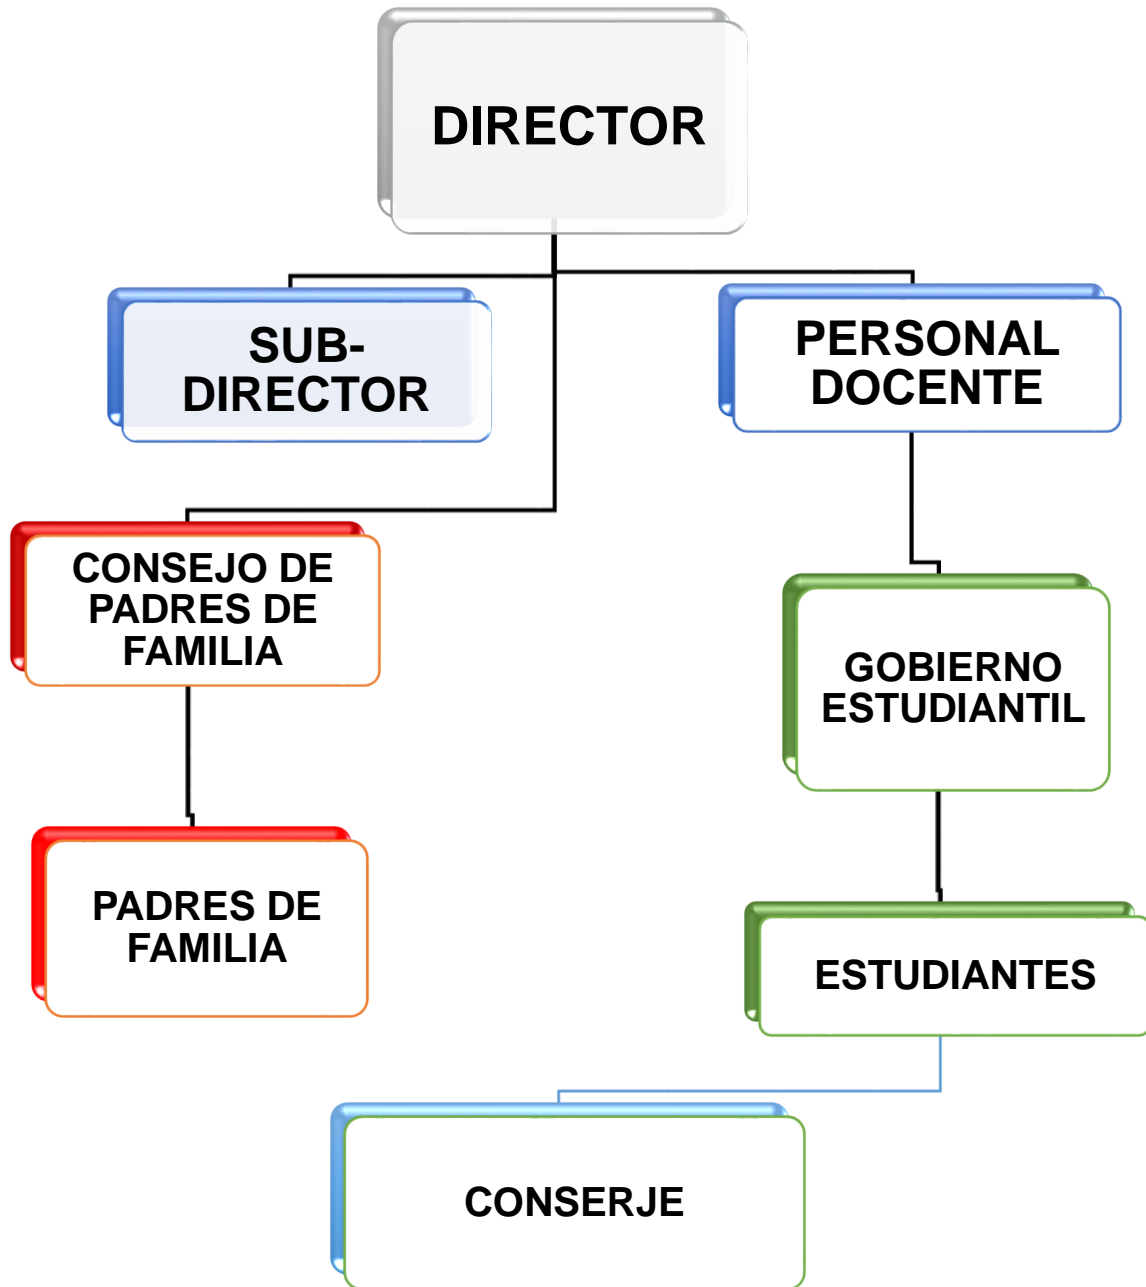 DIRECTOR
SUB-
DIRECTOR
PERSONAL
DOCENTE
CONSEJO DE
PADRES DE
FAMILIA
GOBIERNO
ESTUDIANTIL
PADRES DE
FAMILIA
ESTUDIANTES
CONSERJE